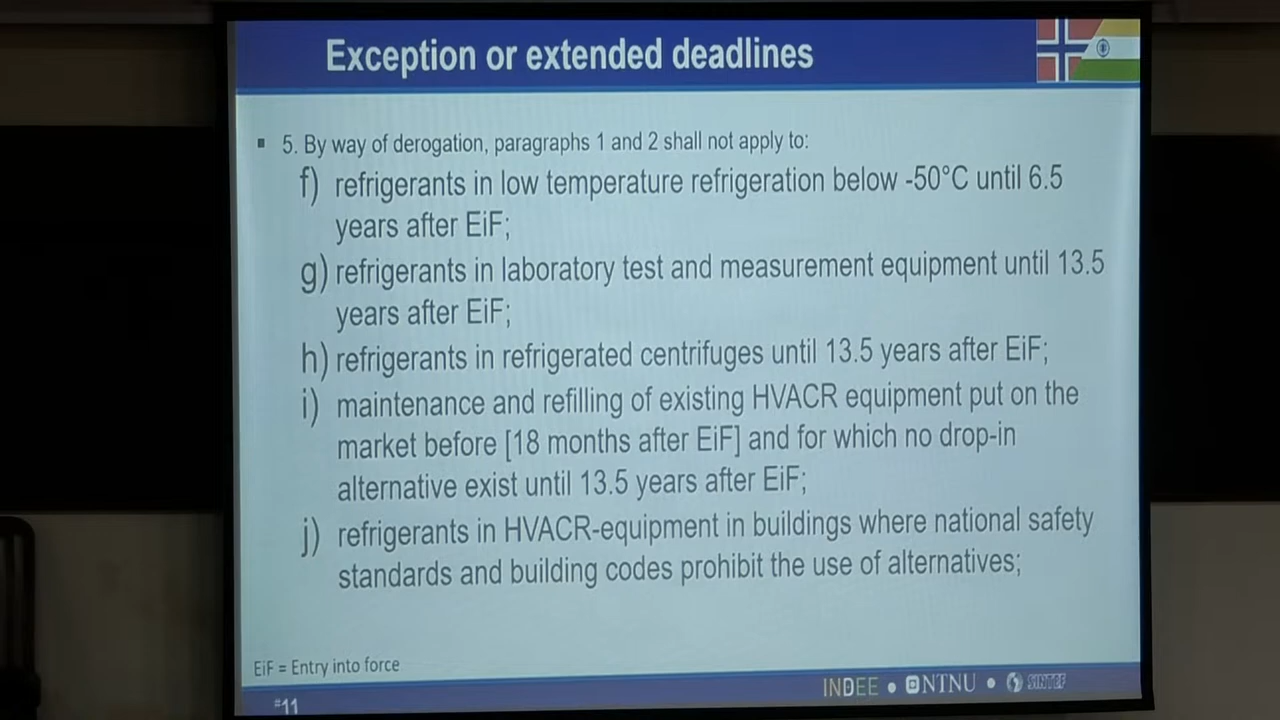 Exception or extended deadlines
▪ 5. By way of derogation, paragraphs 1 and 2 shall not apply to:
f) refrigerants in low temperature refrigeration below -50°C until 6.5
years after EiF;
g) refrigerants in laboratory test and measurement equipment until 13.5
years after EiF;
h) refrigerants in refrigerated centrifuges until 13.5 years after EiF;
i) maintenance and refilling of existing HVACR equipment put on the
market before [18 months after EiF] and for which no drop-in
alternative exist until 13.5 years after EiF;
j) refrigerants in HVACR-equipment in buildings where national safety
standards and building codes prohibit the use of alternatives;
EiF = Entry into force
INDEE • NTNU • SINTEF
#11